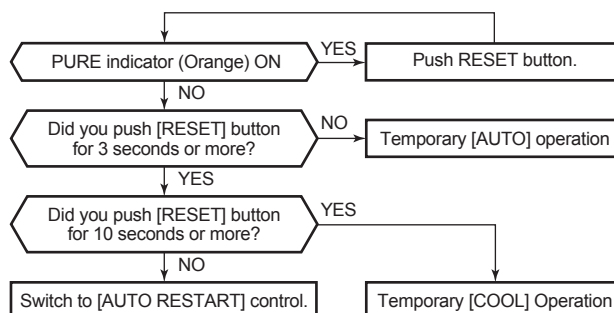 PURE indicator (Orange) ON
YES
Push RESET button.
NO
Did you push [RESET] button
for 3 seconds or more?
NO
Temporary [AUTO] operation
YES
Did you push [RESET] button
for 10 seconds or more?
YES
NO
Switch to [AUTO RESTART] control.
Temporary [COOL] Operation